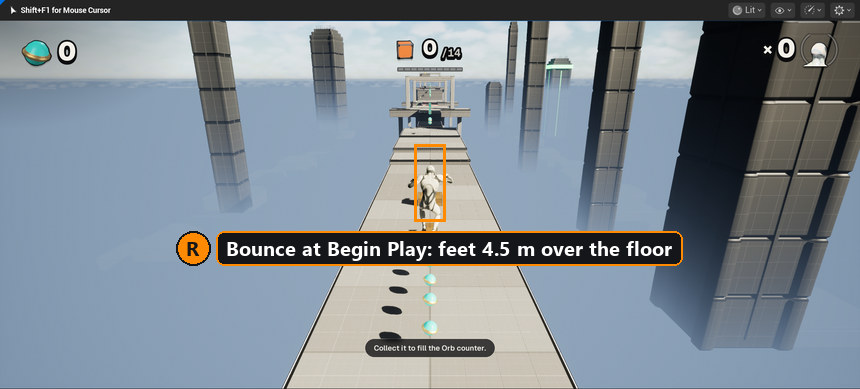 Shift+F1 for Mouse Cursor
Lit
0
0 /14
× 0
R
Bounce at Begin Play: feet 4.5 m over the floor
Collect it to fill the Orb counter.